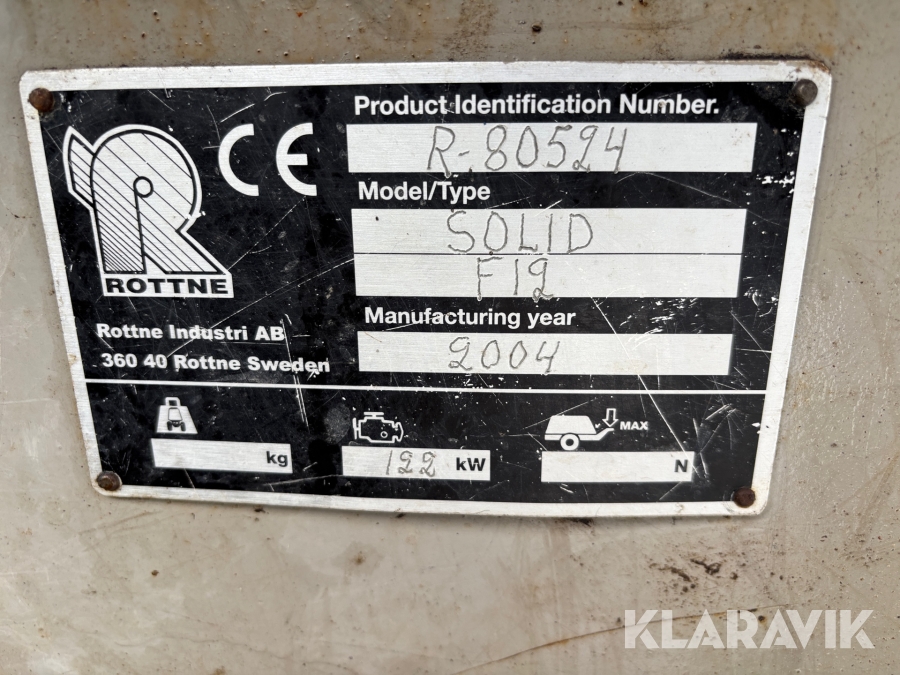 Product Identification Number.
R-80524
Model/Type
SOLID
F12
ROTTNE
Manufacturing year
Rottne Industri AB
2004
360 40 Rottne Sweden
MAX
kg
122 kW
N
KLARAVIK